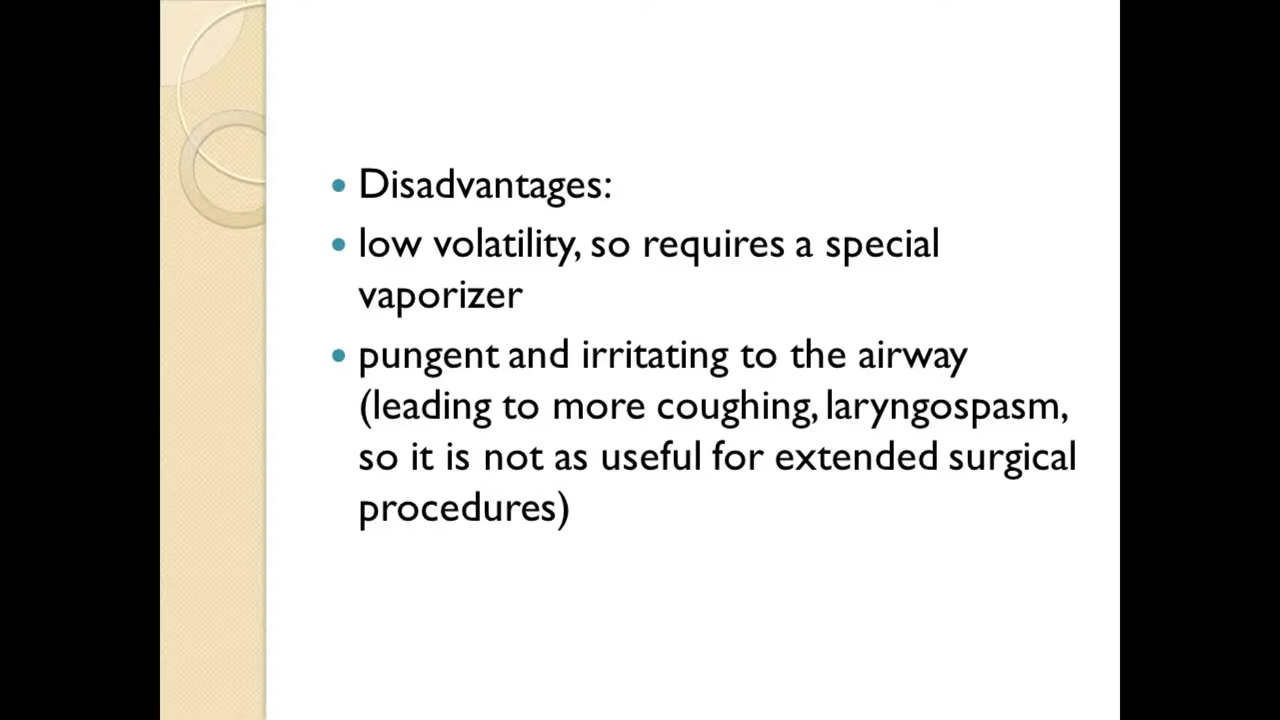 • Disadvantages:
• low volatility, so requires a special
vaporizer
• pungent and irritating to the airway
(leading to more coughing, laryngospasm,
so it is not as useful for extended surgical
procedures)